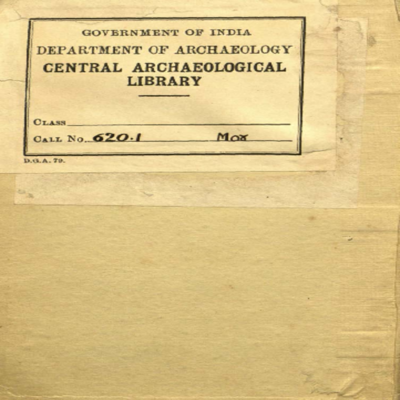 GOVERNMENT OF INDIA
DEPARTMENT OF ARCHAEOLOGY
CENTRAL ARCHAEOLOGICAL
LIBRARY
CLASS
CALL No. 620.1 Mox
D.G.A. 79.